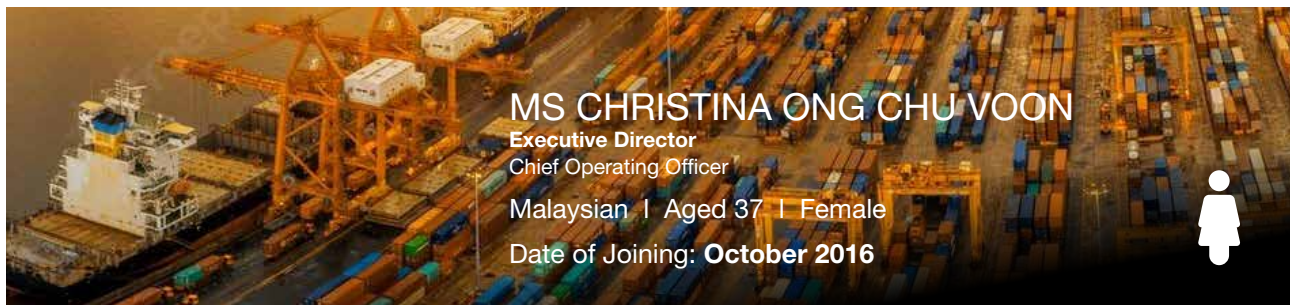 MS CHRISTINA ONG CHU VOON
Executive Director
Chief Operating Officer
Malaysian I Aged 37 I Female
Date of Joining: October 2016